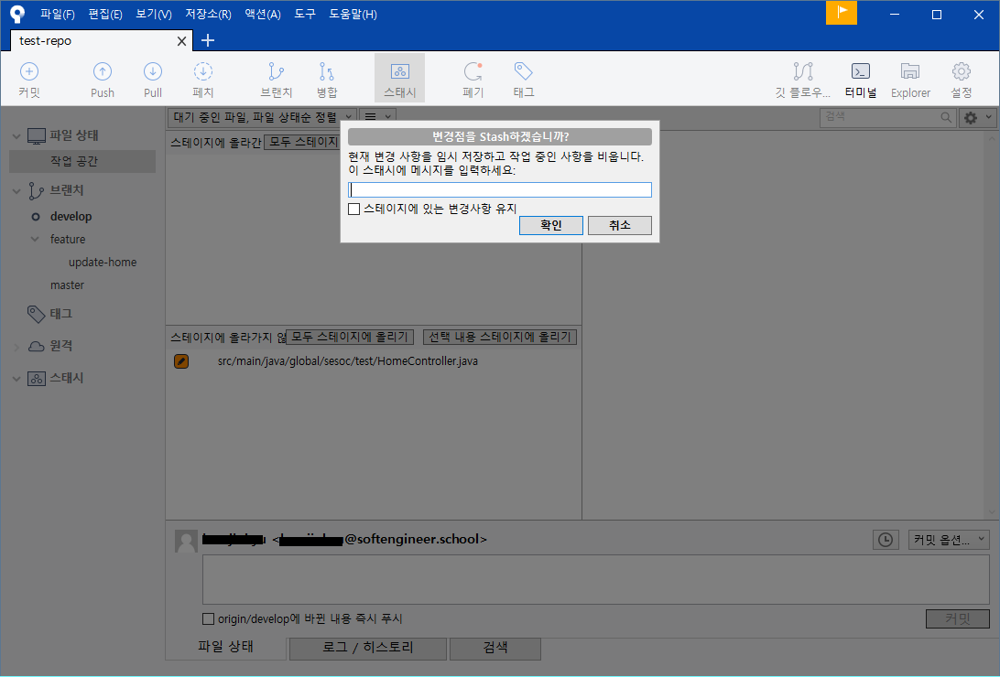 파일(F) 편집(E) 보기(V) 저장소(R) 액션(A) 도구 도움말(H)
test-repo
커밋 Push Pull 페치 브랜치 병합 스태시 폐기 태그 깃 플로우... 터미널 Explorer 설정
대기 중인 파일, 파일 상태순 정렬
검색
파일 상태
작업 공간
브랜치
develop
feature
update-home
master
태그
원격
스태시
스테이지에 올라간 모두 스테이지
변경점을 Stash하겠습니까?
현재 변경 사항을 임시 저장하고 작업 중인 사항을 비웁니다.
이 스태시에 메시지를 입력하세요:
스테이지에 있는 변경사항 유지
확인 취소
스테이지에 올라가지 않 모두 스테이지에 올리기 선택 내용 스테이지에 올리기
src/main/java/global/sesoc/test/HomeController.java
@softengineer.school>
커밋 옵션...
origin/develop에 바뀐 내용 즉시 푸시
커밋
파일 상태 로그 / 히스토리 검색